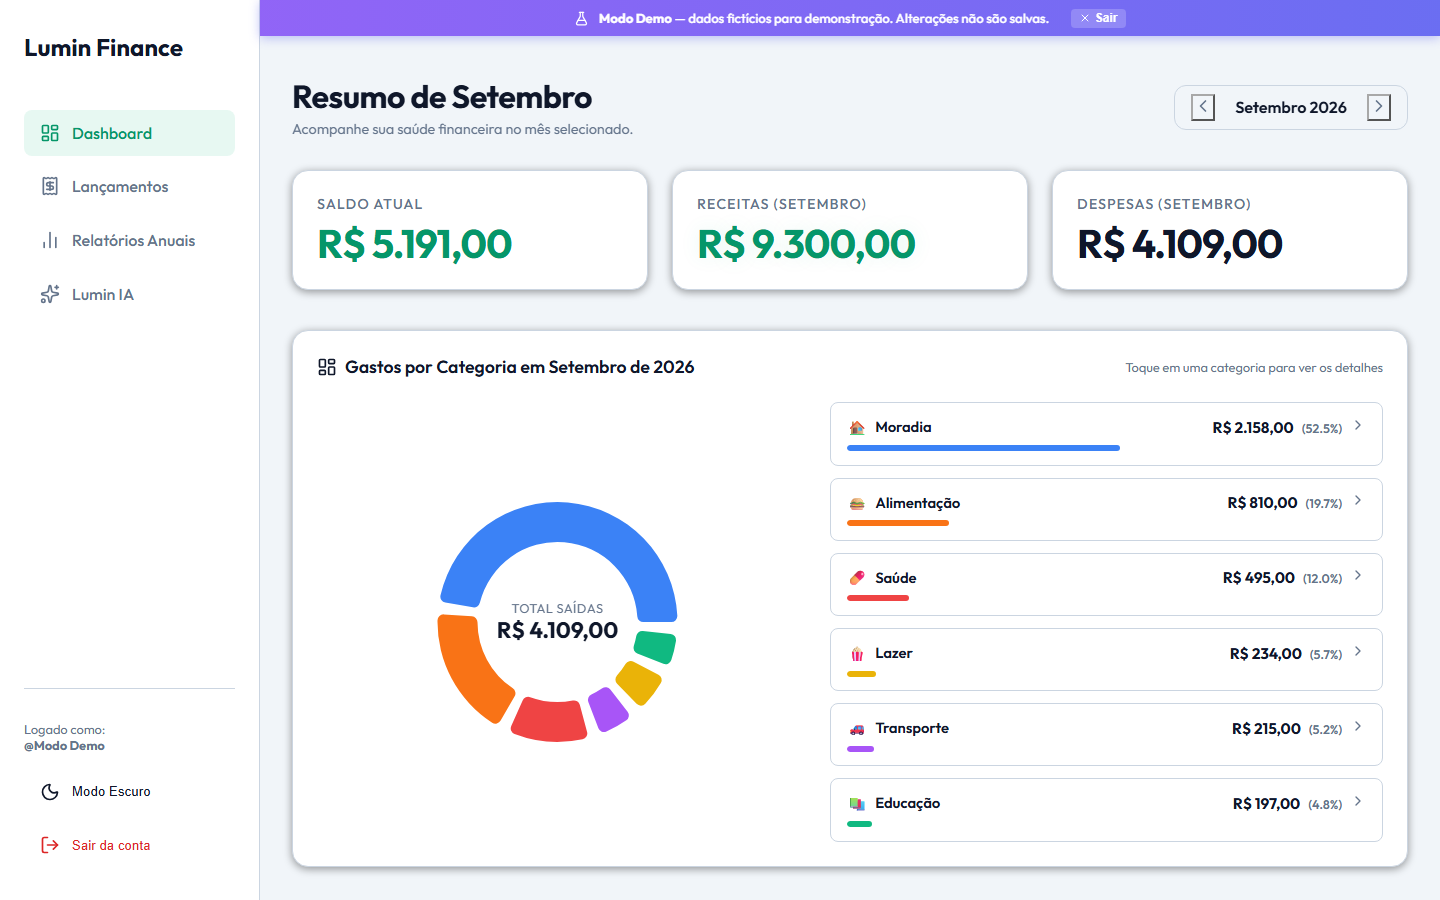 Lumin Finance
Dashboard
Lançamentos
Relatórios Anuais
Lumin IA
Logado como:
@Modo Demo
Modo Escuro
Sair da conta
Modo Demo — dados fictícios para demonstração. Alterações não são salvas.
Sair
Resumo de Setembro
Acompanhe sua saúde financeira no mês selecionado.
Setembro 2026
SALDO ATUAL
R$ 5.191,00
RECEITAS (SETEMBRO)
R$ 9.300,00
DESPESAS (SETEMBRO)
R$ 4.109,00
Gastos por Categoria em Setembro de 2026
Toque em uma categoria para ver os detalhes
TOTAL SAÍDAS
R$ 4.109,00
Moradia R$ 2.158,00 (52.5%)
Alimentação R$ 810,00 (19.7%)
Saúde R$ 495,00 (12.0%)
Lazer R$ 234,00 (5.7%)
Transporte R$ 215,00 (5.2%)
Educação R$ 197,00 (4.8%)